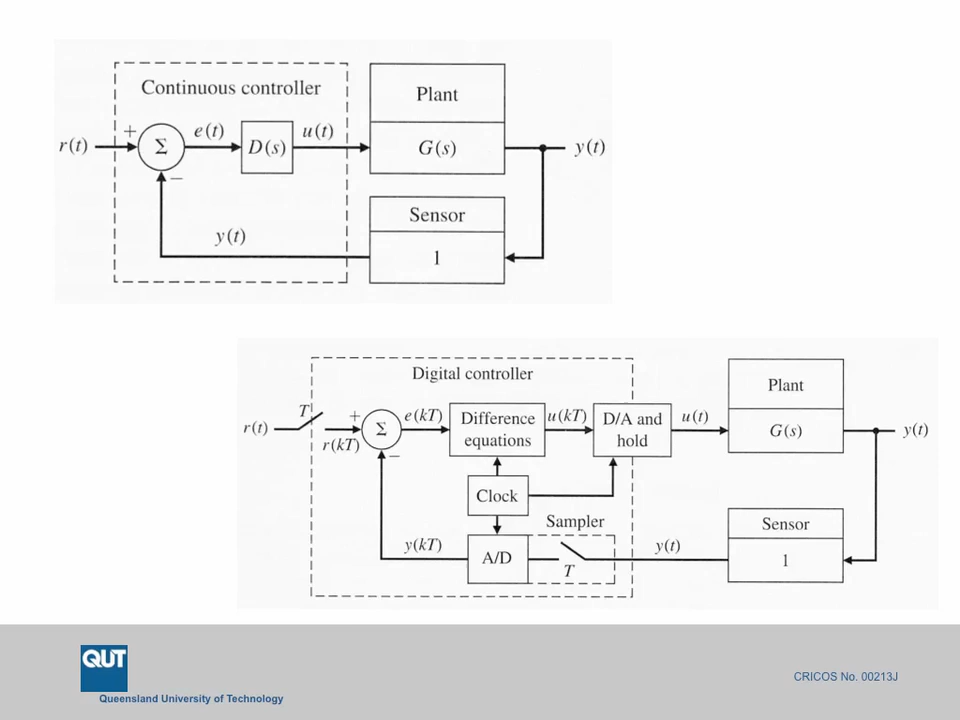 Continuous controller
Plant
r(t)
+
Σ
e(t)
D(s)
u(t)
G(s)
y(t)
−
Sensor
y(t)
1
Digital controller
Plant
r(t)
T
+
r(kT)
Σ
e(kT)
Difference
equations
u(kT)
D/A and
hold
u(t)
G(s)
y(t)
−
Clock
Sampler
Sensor
y(kT)
A/D
T
y(t)
1
QUT
Queensland University of Technology
CRICOS No. 00213J